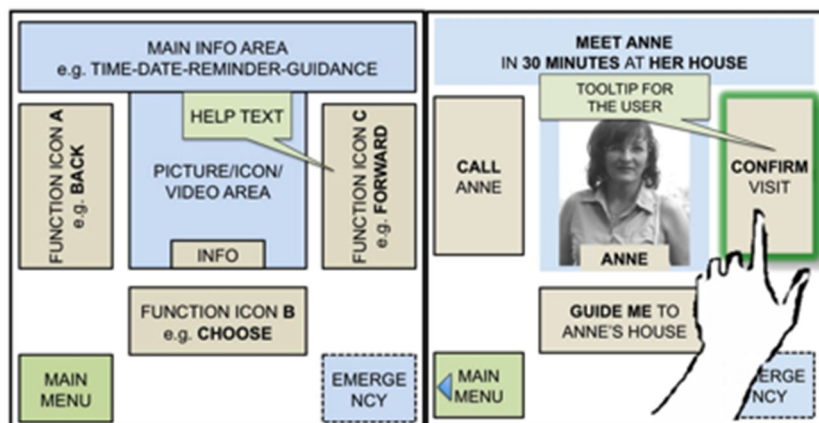 MAIN INFO AREA
e.g. TIME-DATE-REMINDER-GUIDANCE
HELP TEXT
FUNCTION ICON A
e.g. BACK
PICTURE/ICON/
VIDEO AREA
INFO
FUNCTION ICON C
e.g. FORWARD
FUNCTION ICON B
e.g. CHOOSE
MAIN
MENU
EMERGE
NCY
MEET ANNE
IN 30 MINUTES AT HER HOUSE
TOOLTIP FOR
THE USER
CALL
ANNE
ANNE
CONFIRM
VISIT
GUIDE ME TO
ANNE'S HOUSE
MAIN
MENU
ERGE
NCY